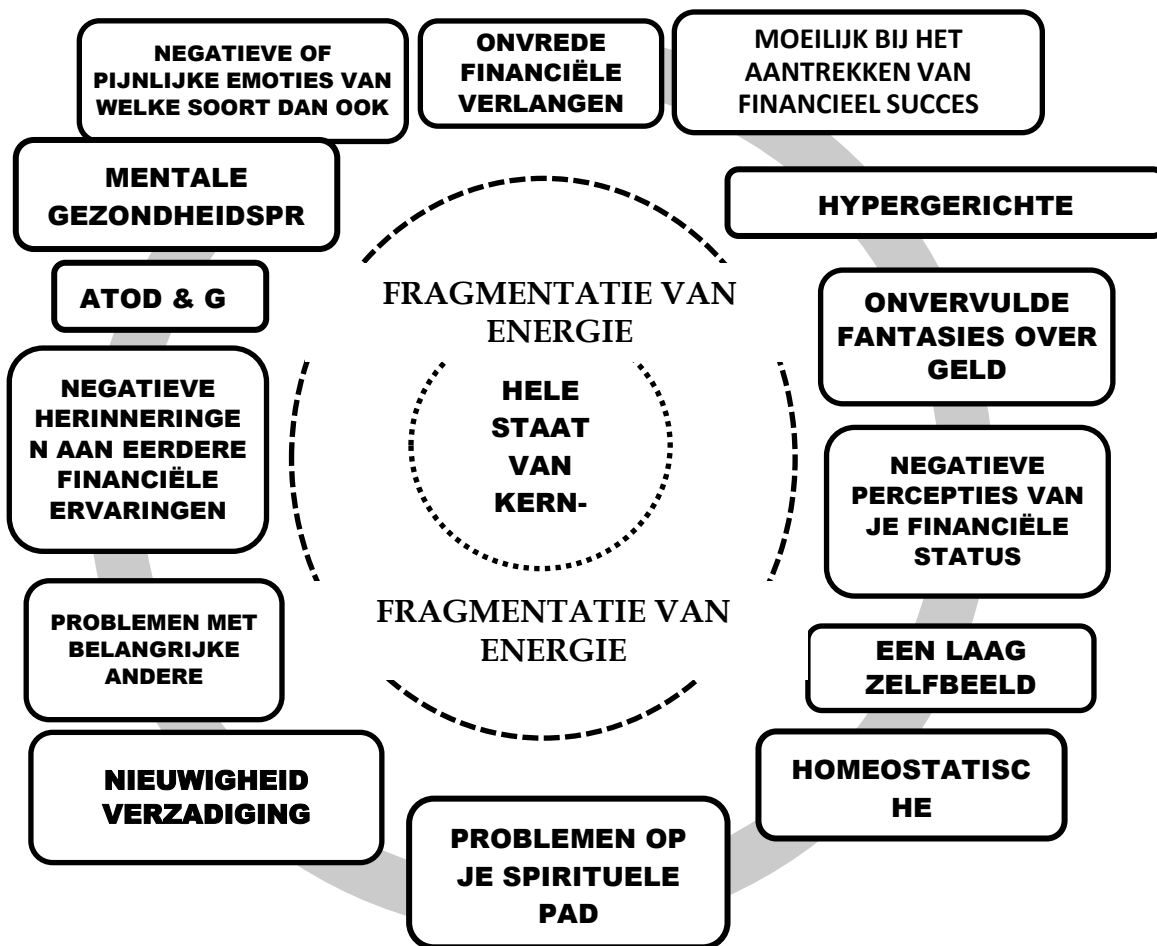 NEGATIEVE OF
PIJNLIJKE EMOTIES VAN
WELKE SOORT DAN OOK
ONVREDE
FINANCIËLE
VERLANGEN
MOEILIJK BIJ HET
AANTREKKEN VAN
FINANCIEEL SUCCES
MENTALE
GEZONDHEIDSPR
HYPERGERICHTE
ATOD & G
FRAGMENTATIE VAN
ENERGIE
ONVERVULDE
FANTASIES OVER
GELD
NEGATIEVE
HERINNERINGE
N AAN EERDERE
FINANCIËLE
ERVARINGEN
HELE
STAAT
VAN
KERN-
NEGATIEVE
PERCEPTIES VAN
JE FINANCIËLE
STATUS
PROBLEMEN MET
BELANGRIJKE
ANDERE
FRAGMENTATIE VAN
ENERGIE
EEN LAAG
ZELFBEELD
NIEUWIGHEID
VERZADIGING
HOMEOSTATISC
HE
PROBLEMEN OP
JE SPIRITUELE
PAD